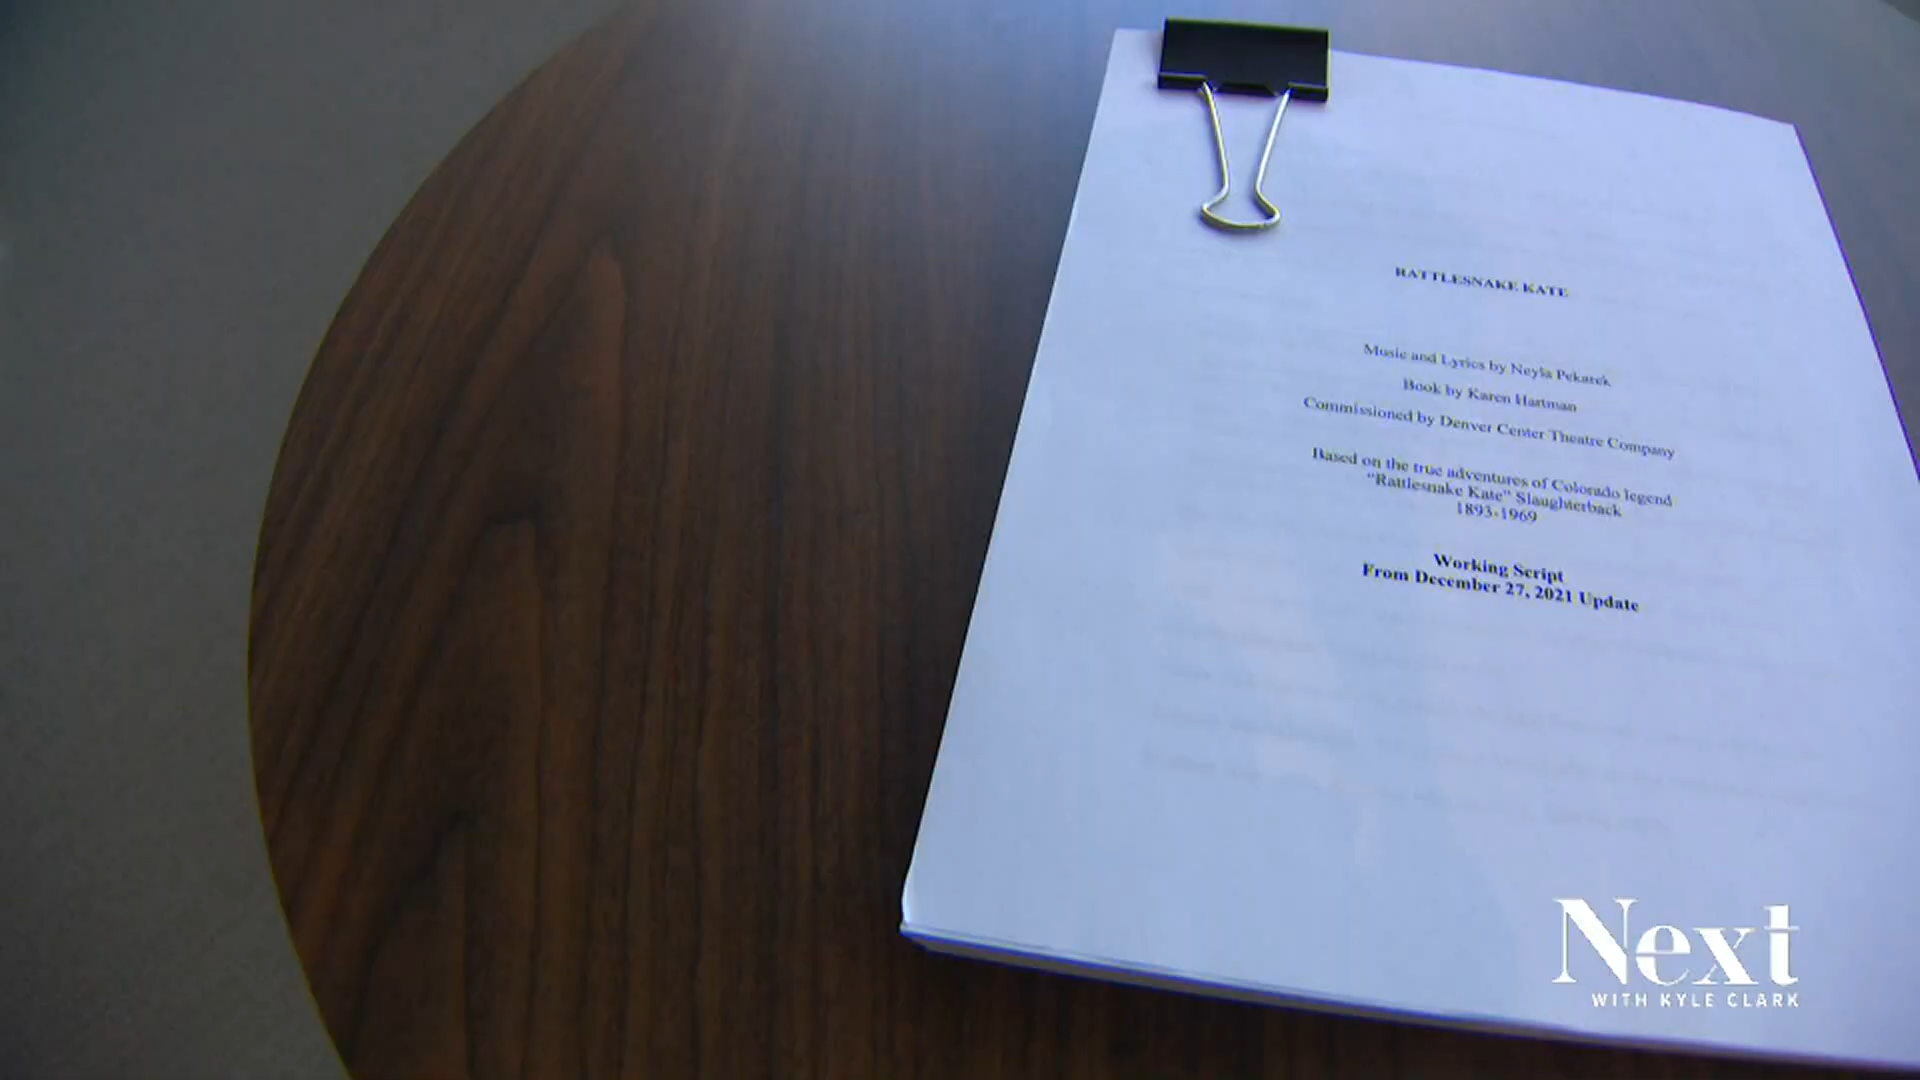 RATTLESNAKE KATE
Music and Lyrics by Neyla Pekarek
Book by Karen Hartman
Commissioned by Denver Center Theatre Company
Based on the true adventures of Colorado legend
"Rattlesnake Kate" Slaughterback
1893-1969
Working Script
From December 27, 2021 Update
Next
WITH KYLE CLARK